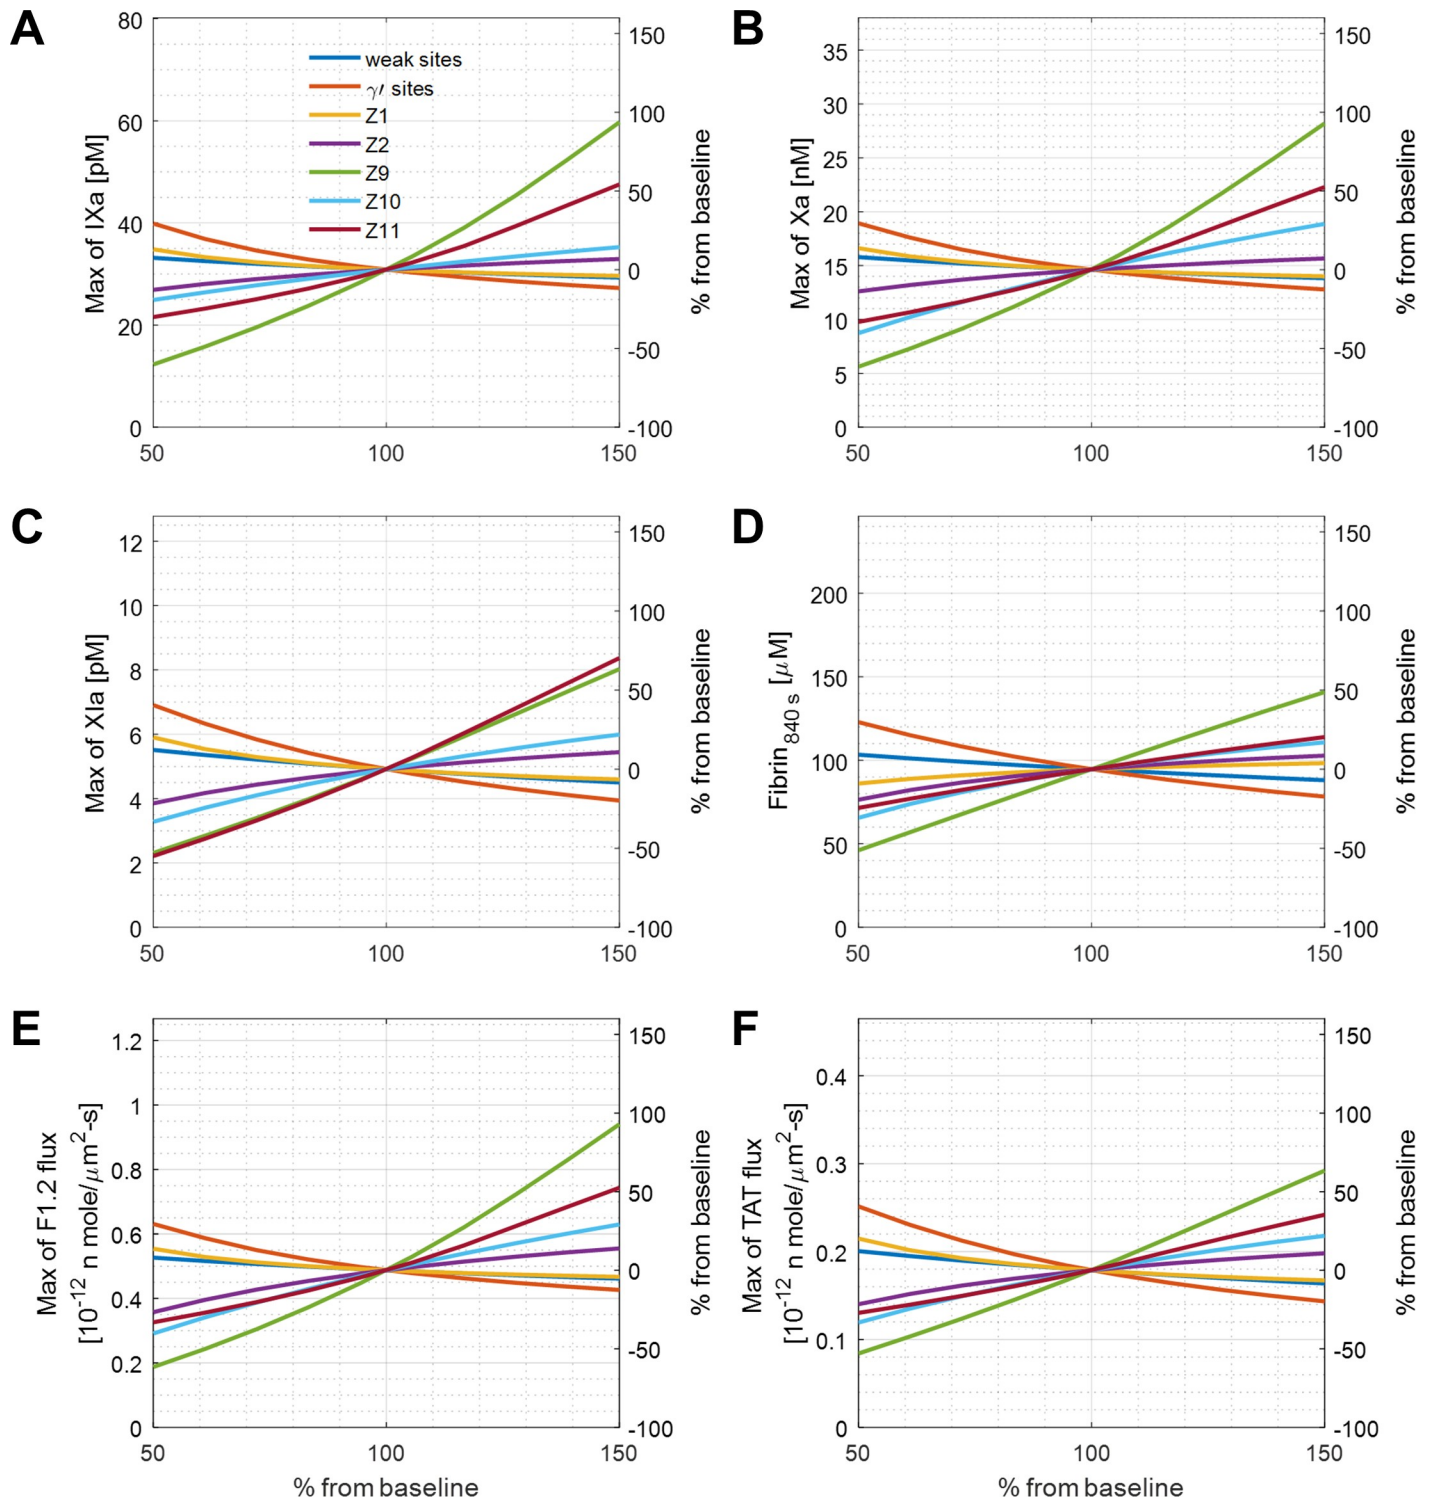 A
80
60
40
20
0
Max of IXa [pM]
weak sites
γ′ sites
Z1
Z2
Z9
Z10
Z11
150
100
50
0
-50
-100
% from baseline
50 100 150
B
35
30
25
20
15
10
5
0
Max of Xa [nM]
150
100
50
0
-50
-100
% from baseline
50 100 150
C
12
10
8
6
4
2
0
Max of XIa [pM]
150
100
50
0
-50
-100
% from baseline
50 100 150
D
200
150
100
50
0
Fibrin840 s [μM]
150
100
50
0
-50
-100
% from baseline
50 100 150
E
1.2
1
0.8
0.6
0.4
0.2
0
Max of F1.2 flux
[10-12 n mole/μm2-s]
150
100
50
0
-50
-100
% from baseline
50 100 150
% from baseline
F
0.4
0.3
0.2
0.1
0
Max of TAT flux
[10-12 n mole/μm2-s]
150
100
50
0
-50
-100
% from baseline
50 100 150
% from baseline